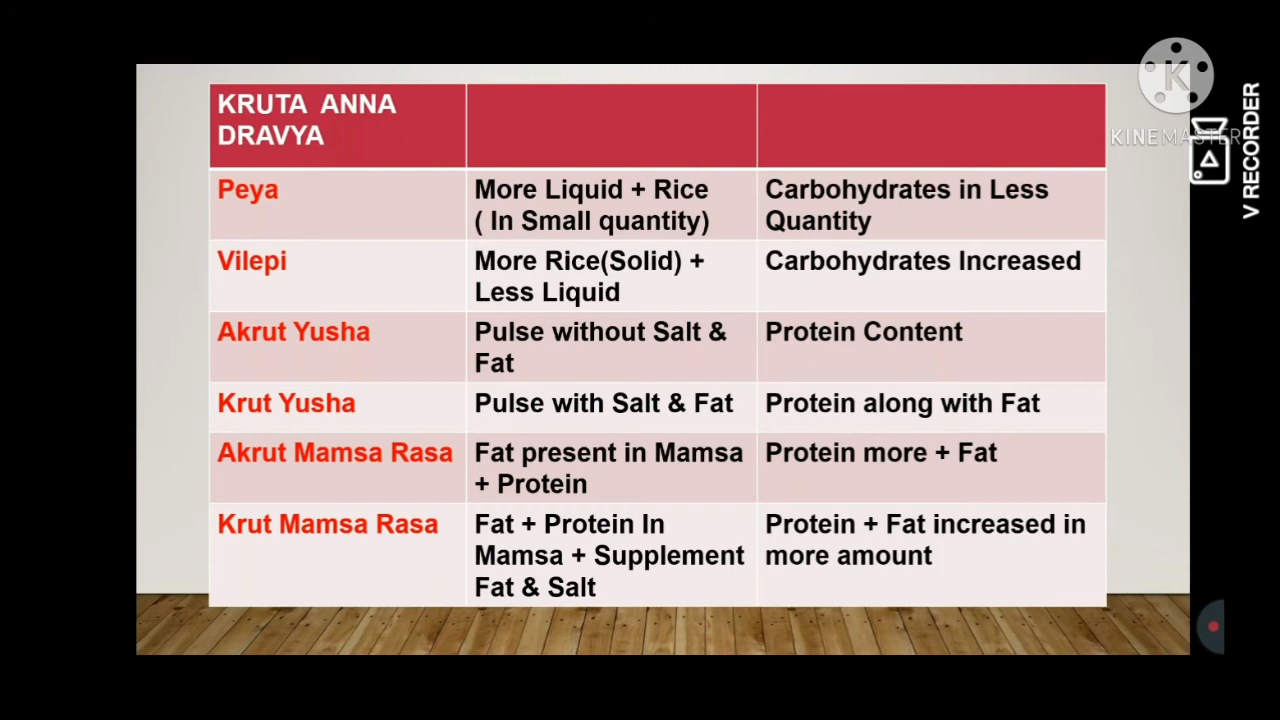 KRUTA ANNA
DRAVYA
Peya
More Liquid + Rice
( In Small quantity)
Carbohydrates in Less
Quantity
Vilepi
More Rice(Solid) +
Less Liquid
Carbohydrates Increased
Akrut Yusha
Pulse without Salt &
Fat
Protein Content
Krut Yusha
Pulse with Salt & Fat
Protein along with Fat
Akrut Mamsa Rasa
Fat present in Mamsa
+ Protein
Protein more + Fat
Krut Mamsa Rasa
Fat + Protein In
Mamsa + Supplement
Fat & Salt
Protein + Fat increased in
more amount
K
KINEMASTER
V RECORDER